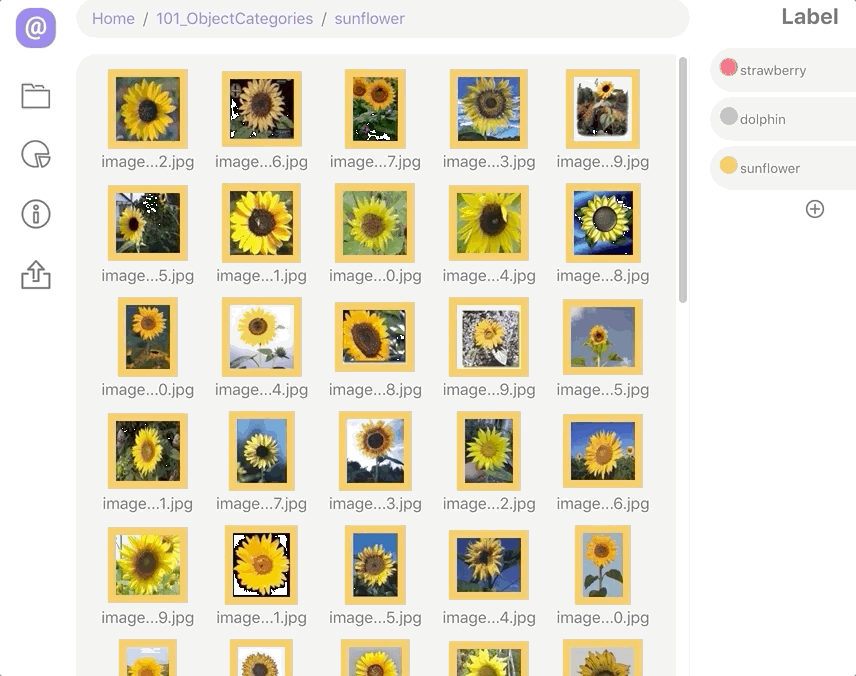 @
Home / 101_ObjectCategories / sunflower
Label
strawberry
dolphin
sunflower
image...2.jpg image...6.jpg image...7.jpg image...3.jpg image...9.jpg
image...5.jpg image...1.jpg image...0.jpg image...4.jpg image...8.jpg
image...0.jpg image...4.jpg image...8.jpg image...9.jpg image...5.jpg
image...1.jpg image...7.jpg image...3.jpg image...2.jpg image...6.jpg
image...9.jpg image...1.jpg image...5.jpg image...4.jpg image...0.jpg